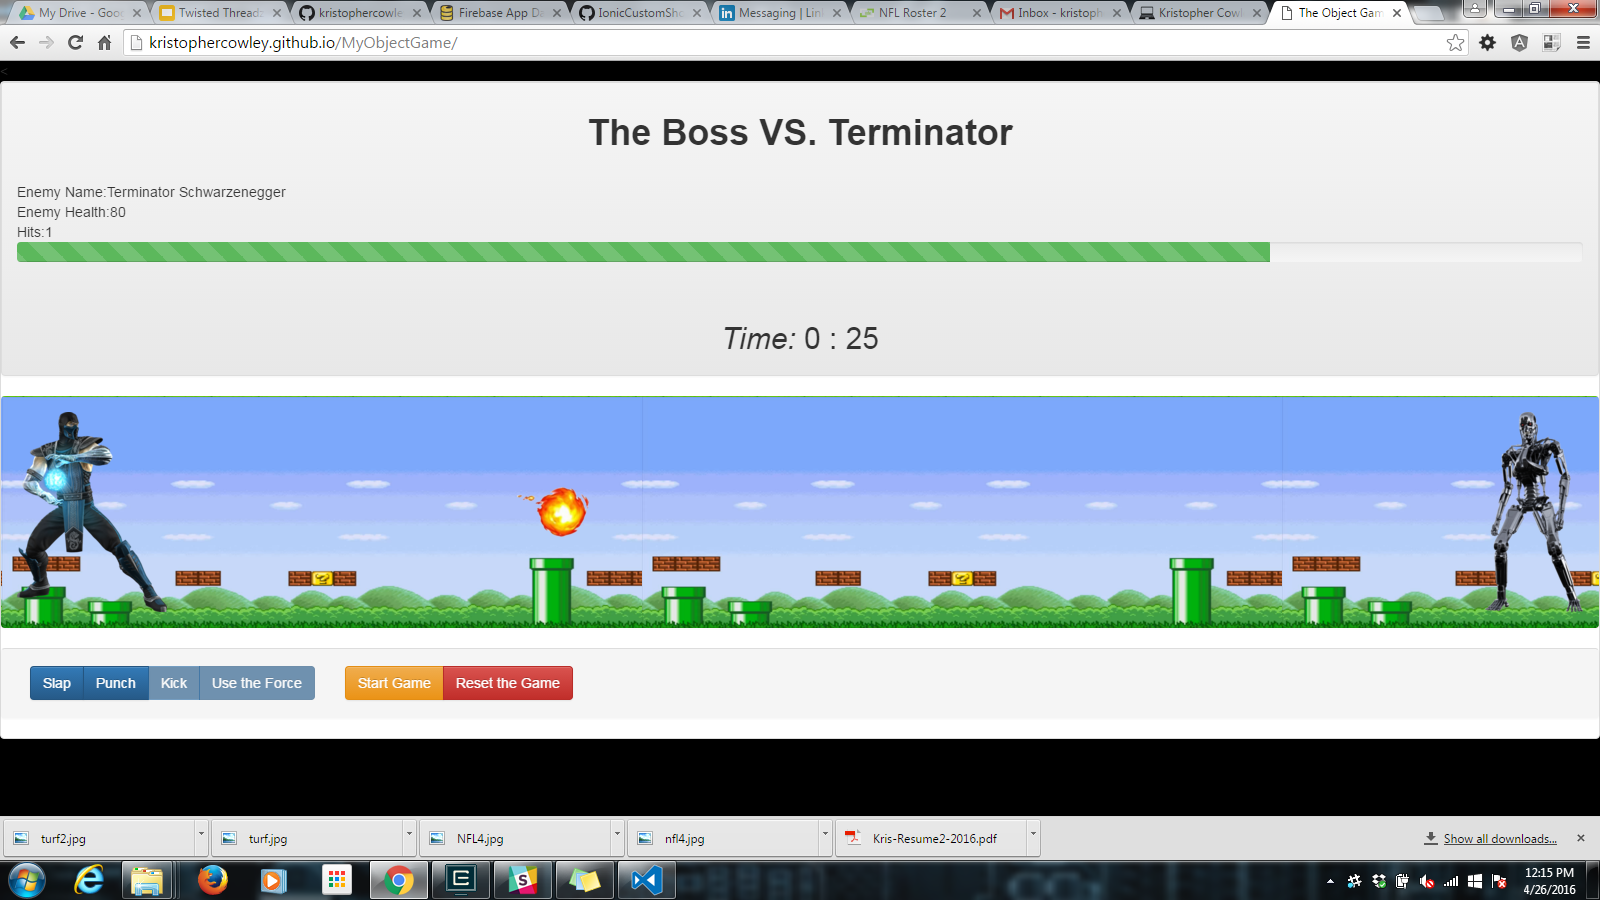 My Drive - Goo
Twisted Thread
kristophercowle
Firebase App Da
IonicCustomSho
Messaging | Lin
NFL Roster 2
Inbox - kristoph
Kristopher Cowl
The Object Gam
kristophercowley.github.io/MyObjectGame/
<
The Boss VS. Terminator
Enemy Name:Terminator Schwarzenegger
Enemy Health:80
Hits:1
Time: 0 : 25
Slap Punch Kick Use the Force Start Game Reset the Game
turf2.jpg
turf.jpg
NFL4.jpg
nfl4.jpg
Kris-Resume2-2016.pdf
Show all downloads...
12:15 PM
4/26/2016